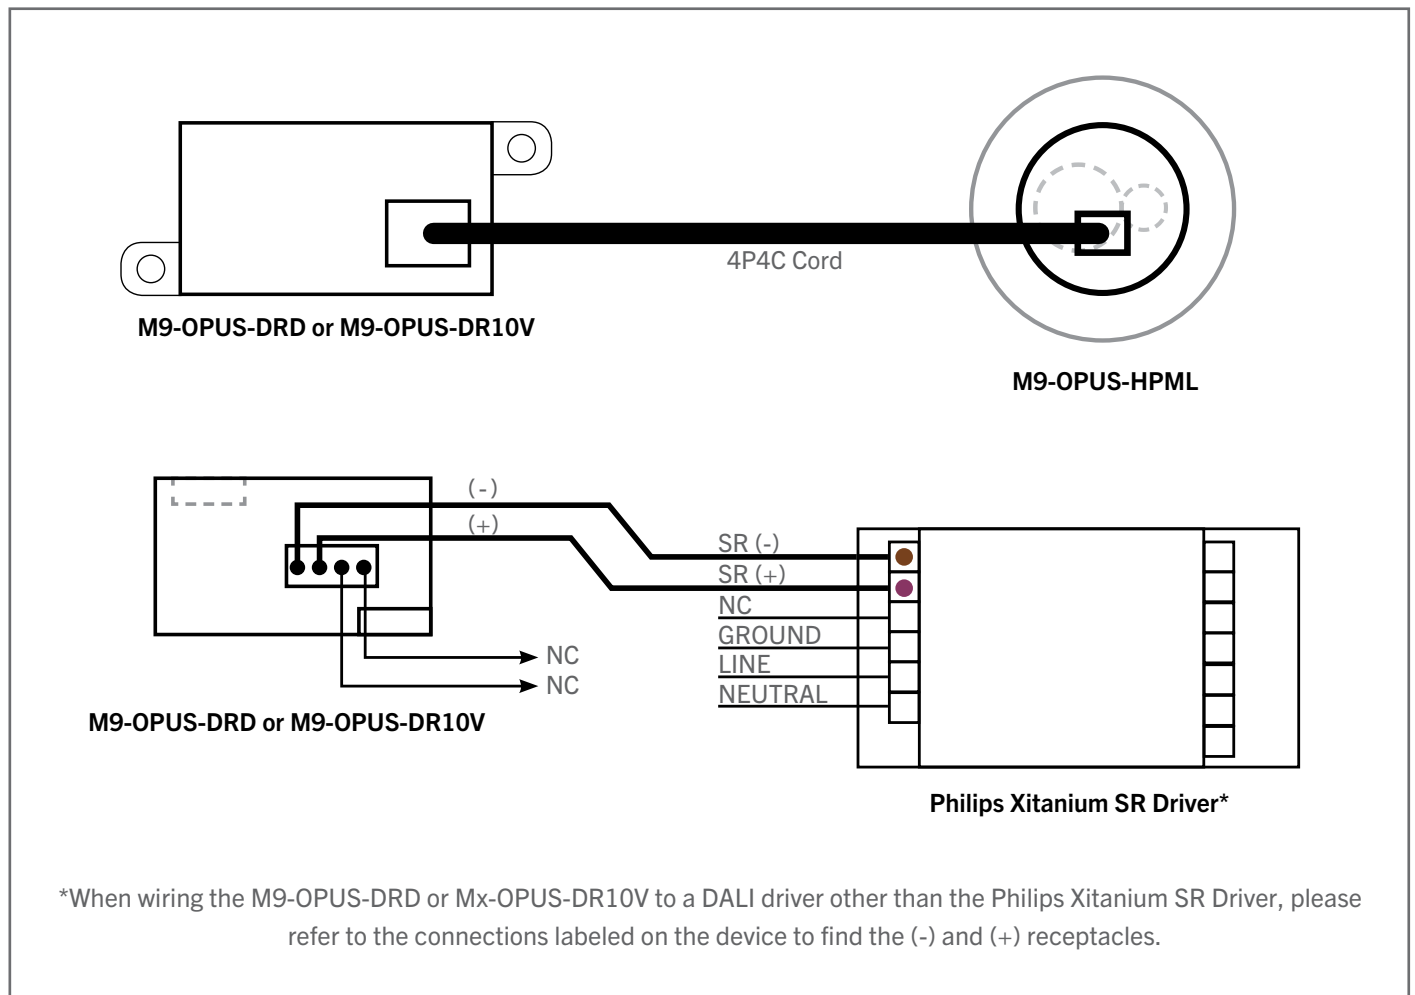 4P4C Cord
M9-OPUS-DRD or M9-OPUS-DR10V
M9-OPUS-HPML
(-)
(+)
SR (-)
SR (+)
NC
GROUND
LINE
NEUTRAL
NC
NC
M9-OPUS-DRD or M9-OPUS-DR10V
Philips Xitanium SR Driver*
*When wiring the M9-OPUS-DRD or Mx-OPUS-DR10V to a DALI driver other than the Philips Xitanium SR Driver, please
refer to the connections labeled on the device to find the (-) and (+) receptacles.